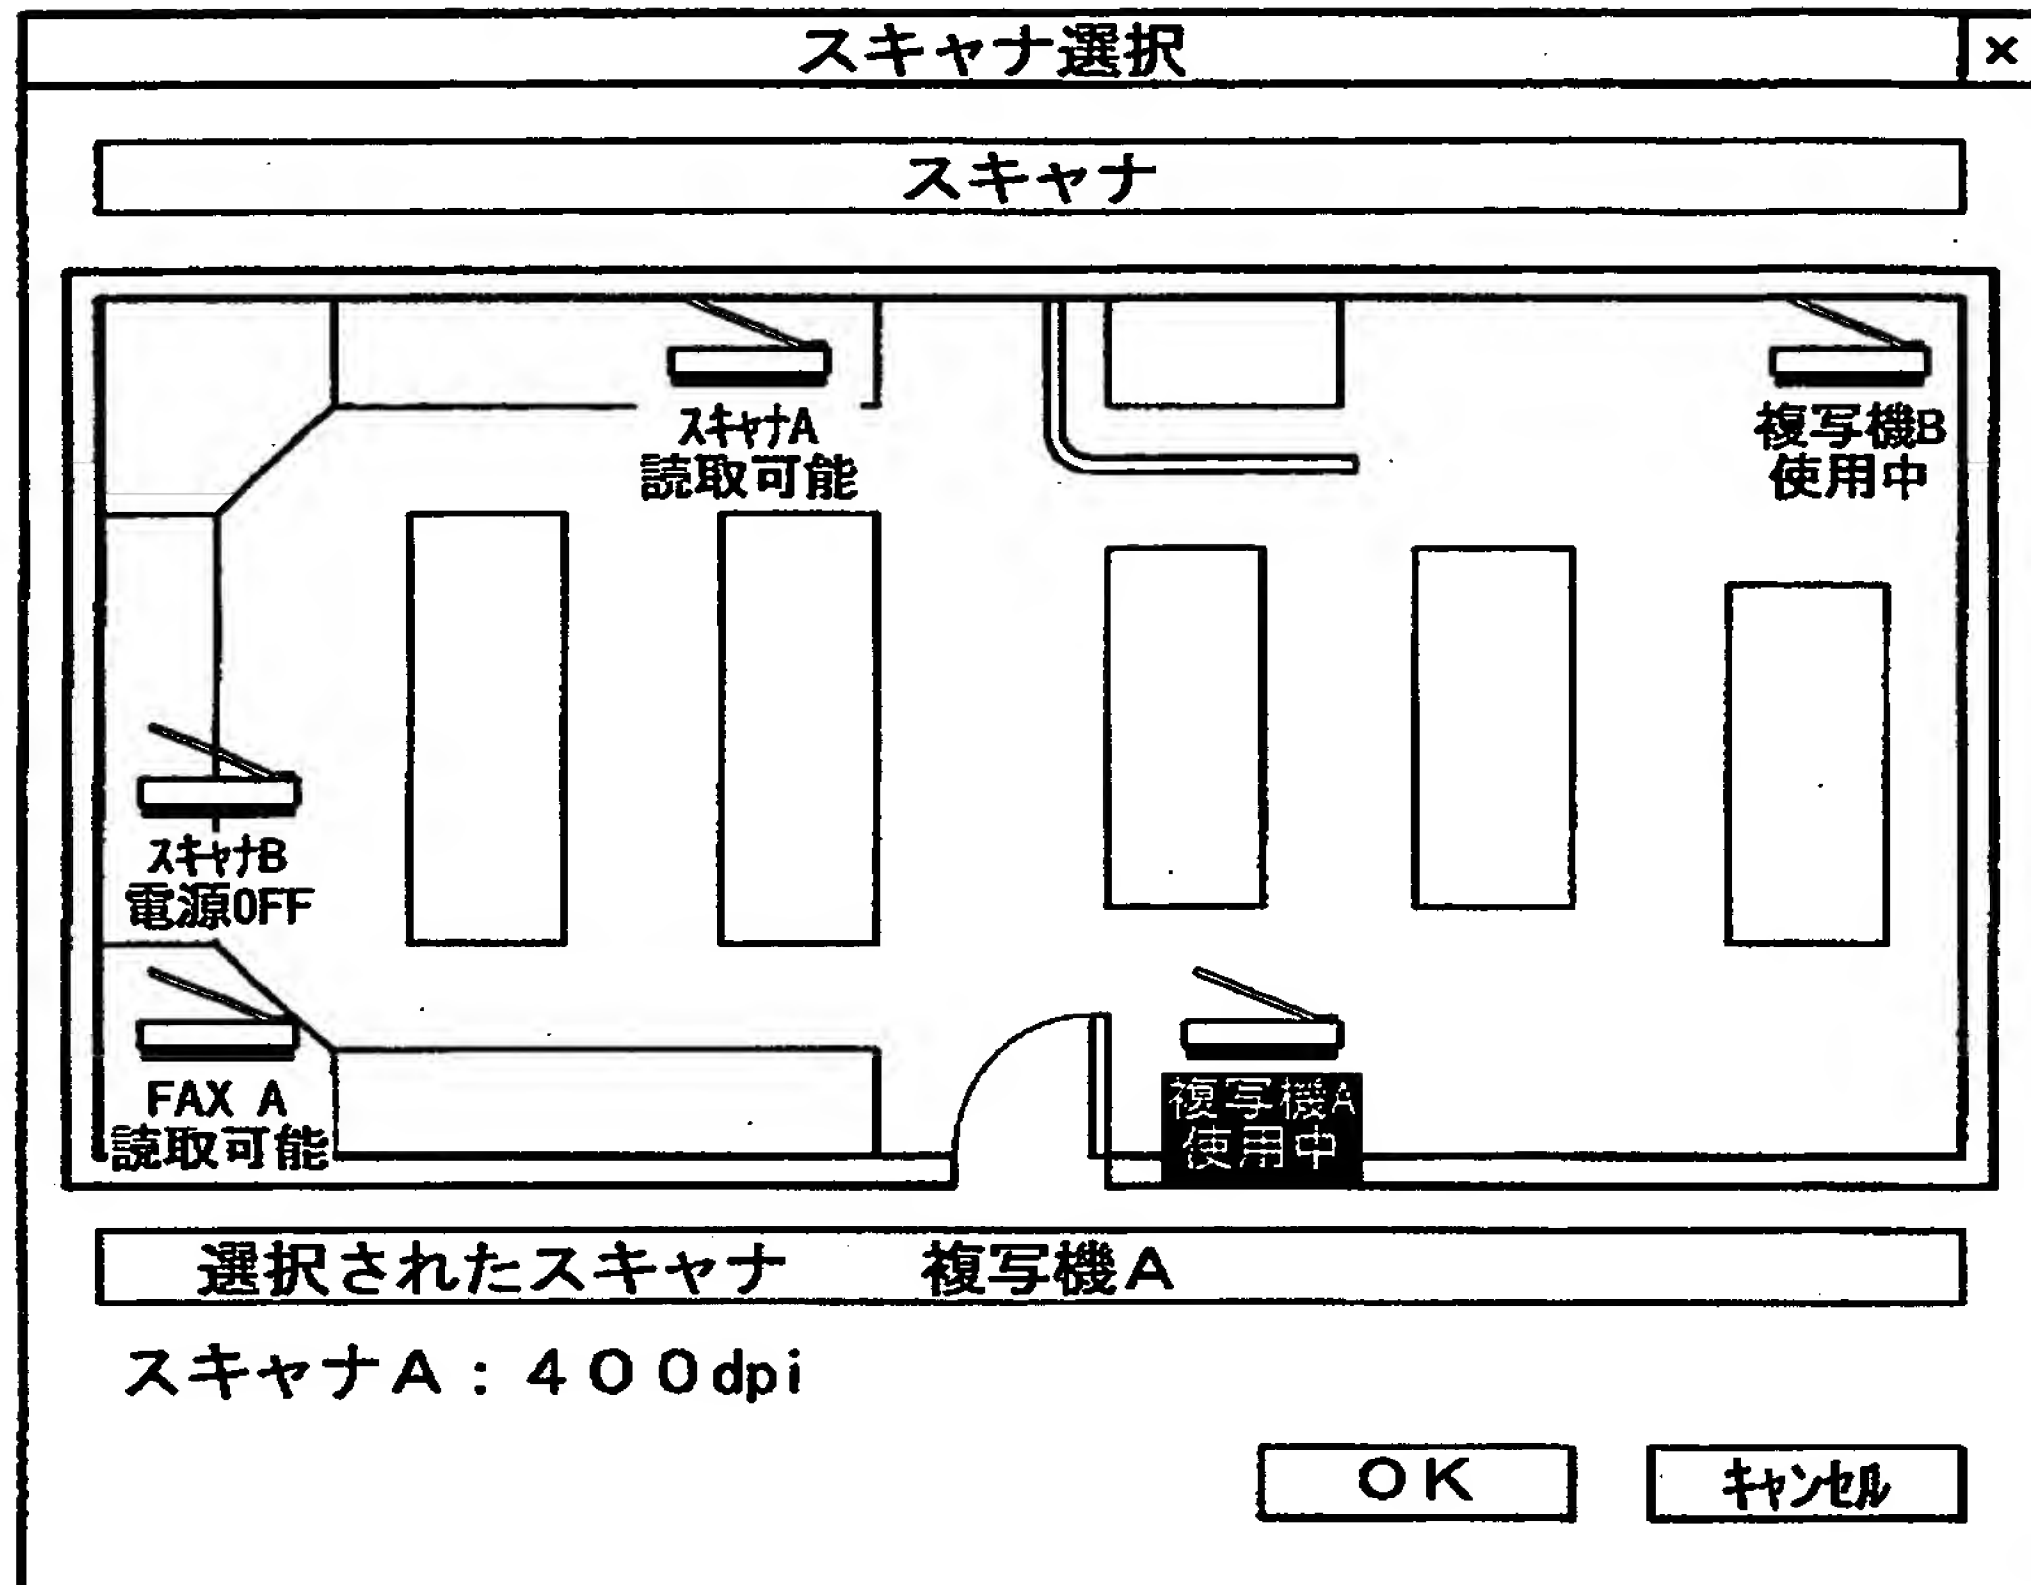 スキャナ選択 ×
スキャナ
スキャナA
読取可能
複写機B
使用中
スキャナB
電源OFF
FAX A
読取可能
複写機A
使用中
選択されたスキャナ 複写機A
スキャナA:400dpi
OK
キャンセル